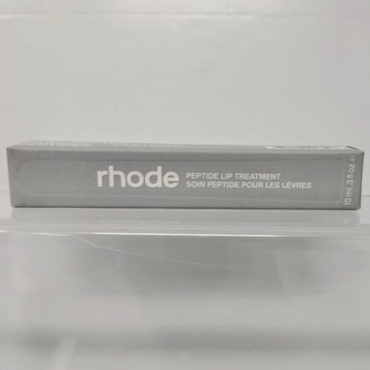 rhode
PEPTIDE LIP TREATMENT
SOIN PEPTIDE POUR LES LÈVRES
10 ml .3 fl oz e